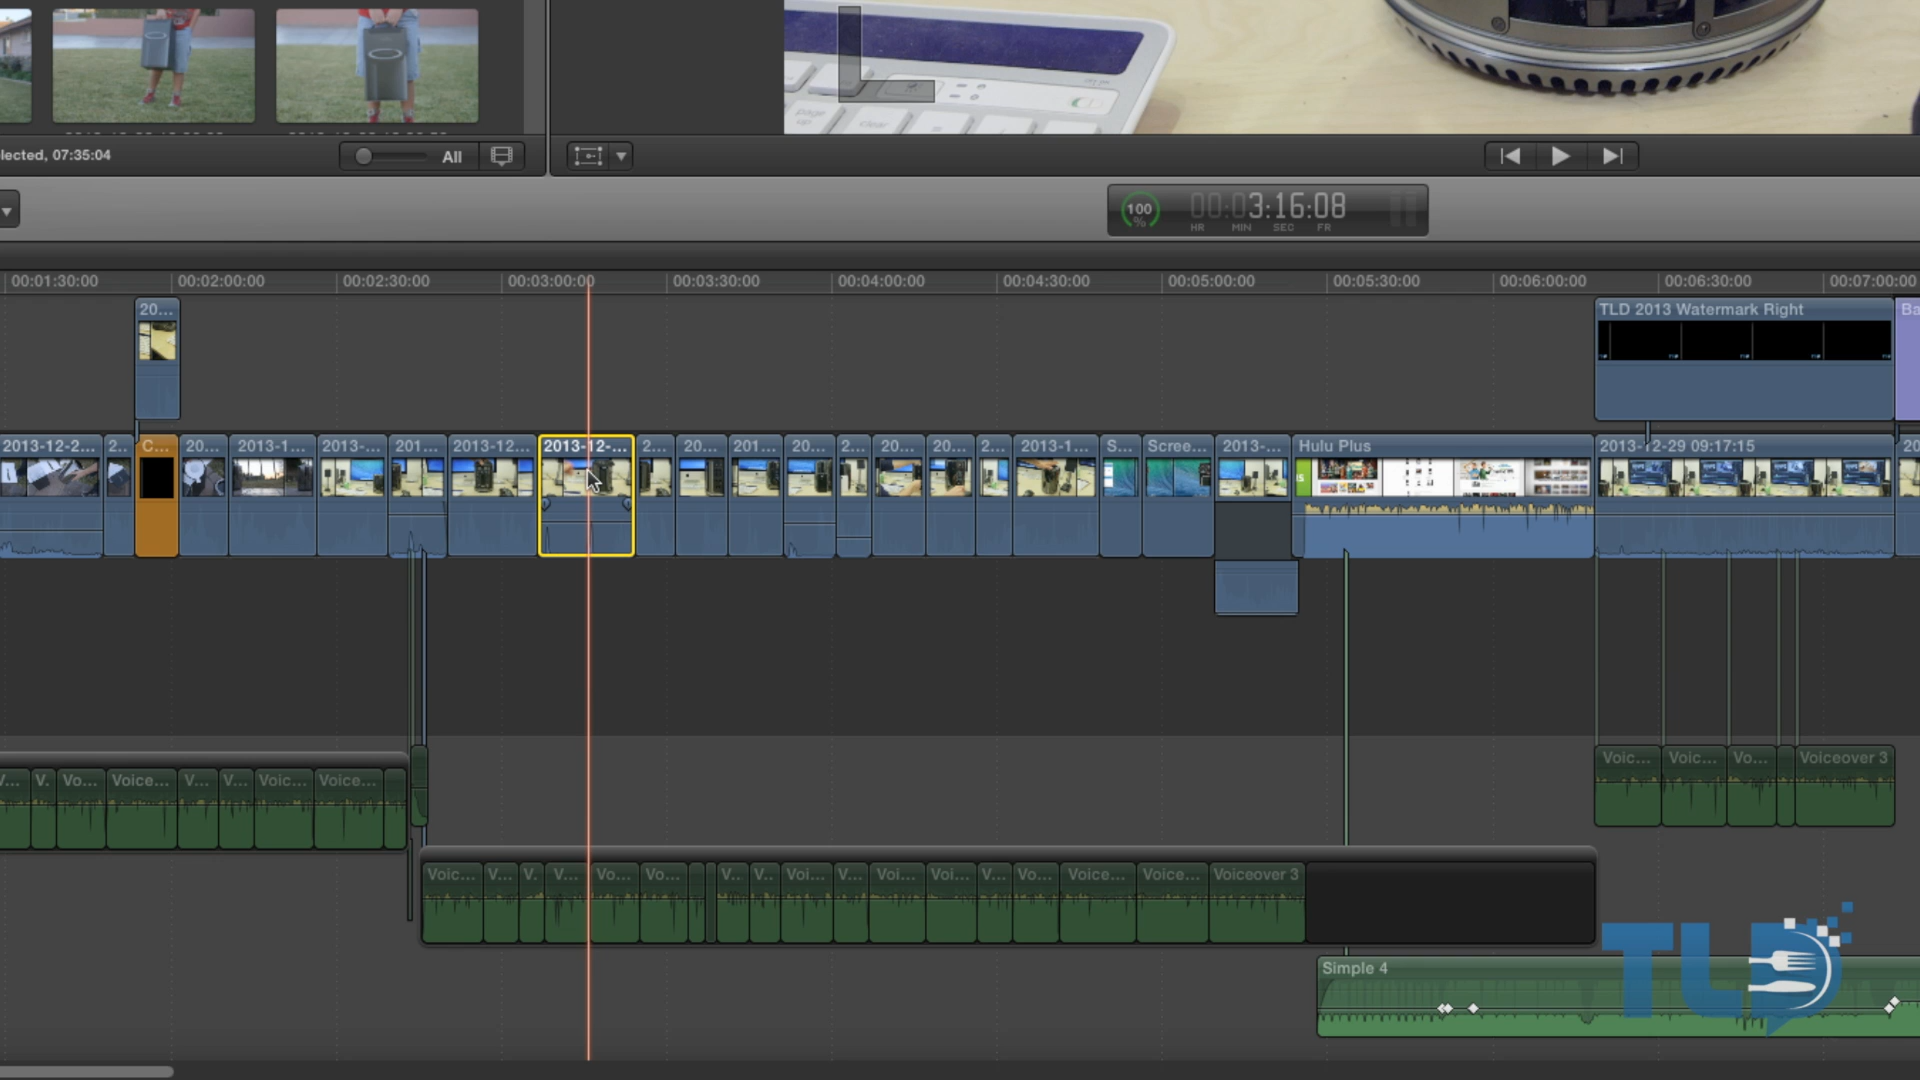 page up
clear
lected, 07:35:04
All
100 %
00:03:16:08
HR MIN SEC FR
00:01:30:00 00:02:00:00 00:02:30:00 00:03:00:00 00:03:30:00 00:04:00:00 00:04:30:00 00:05:00:00 00:05:30:00 00:06:00:00 00:06:30:00 00:07:00:00
20... TLD 2013 Watermark Right Ba
2013-12-2... 2... C... 20... 2013-1... 2013-... 201... 2013-12... 2013-12-... 2... 20... 201... 20... 2... 20... 20... 2... 2013-1... S... Scree... 2013-... Hulu Plus 2013-12-29 09:17:15 20
Voic... Voic... Vo... Voiceover 3
V... V. Vo... Voice... V... V... Voic... Voice...
Voic... V... V. V... Vo... Vo... V.. V.. Voi... V... Voi... Voi... V... Vo... Voice... Voice... Voiceover 3
Simple 4
TLD